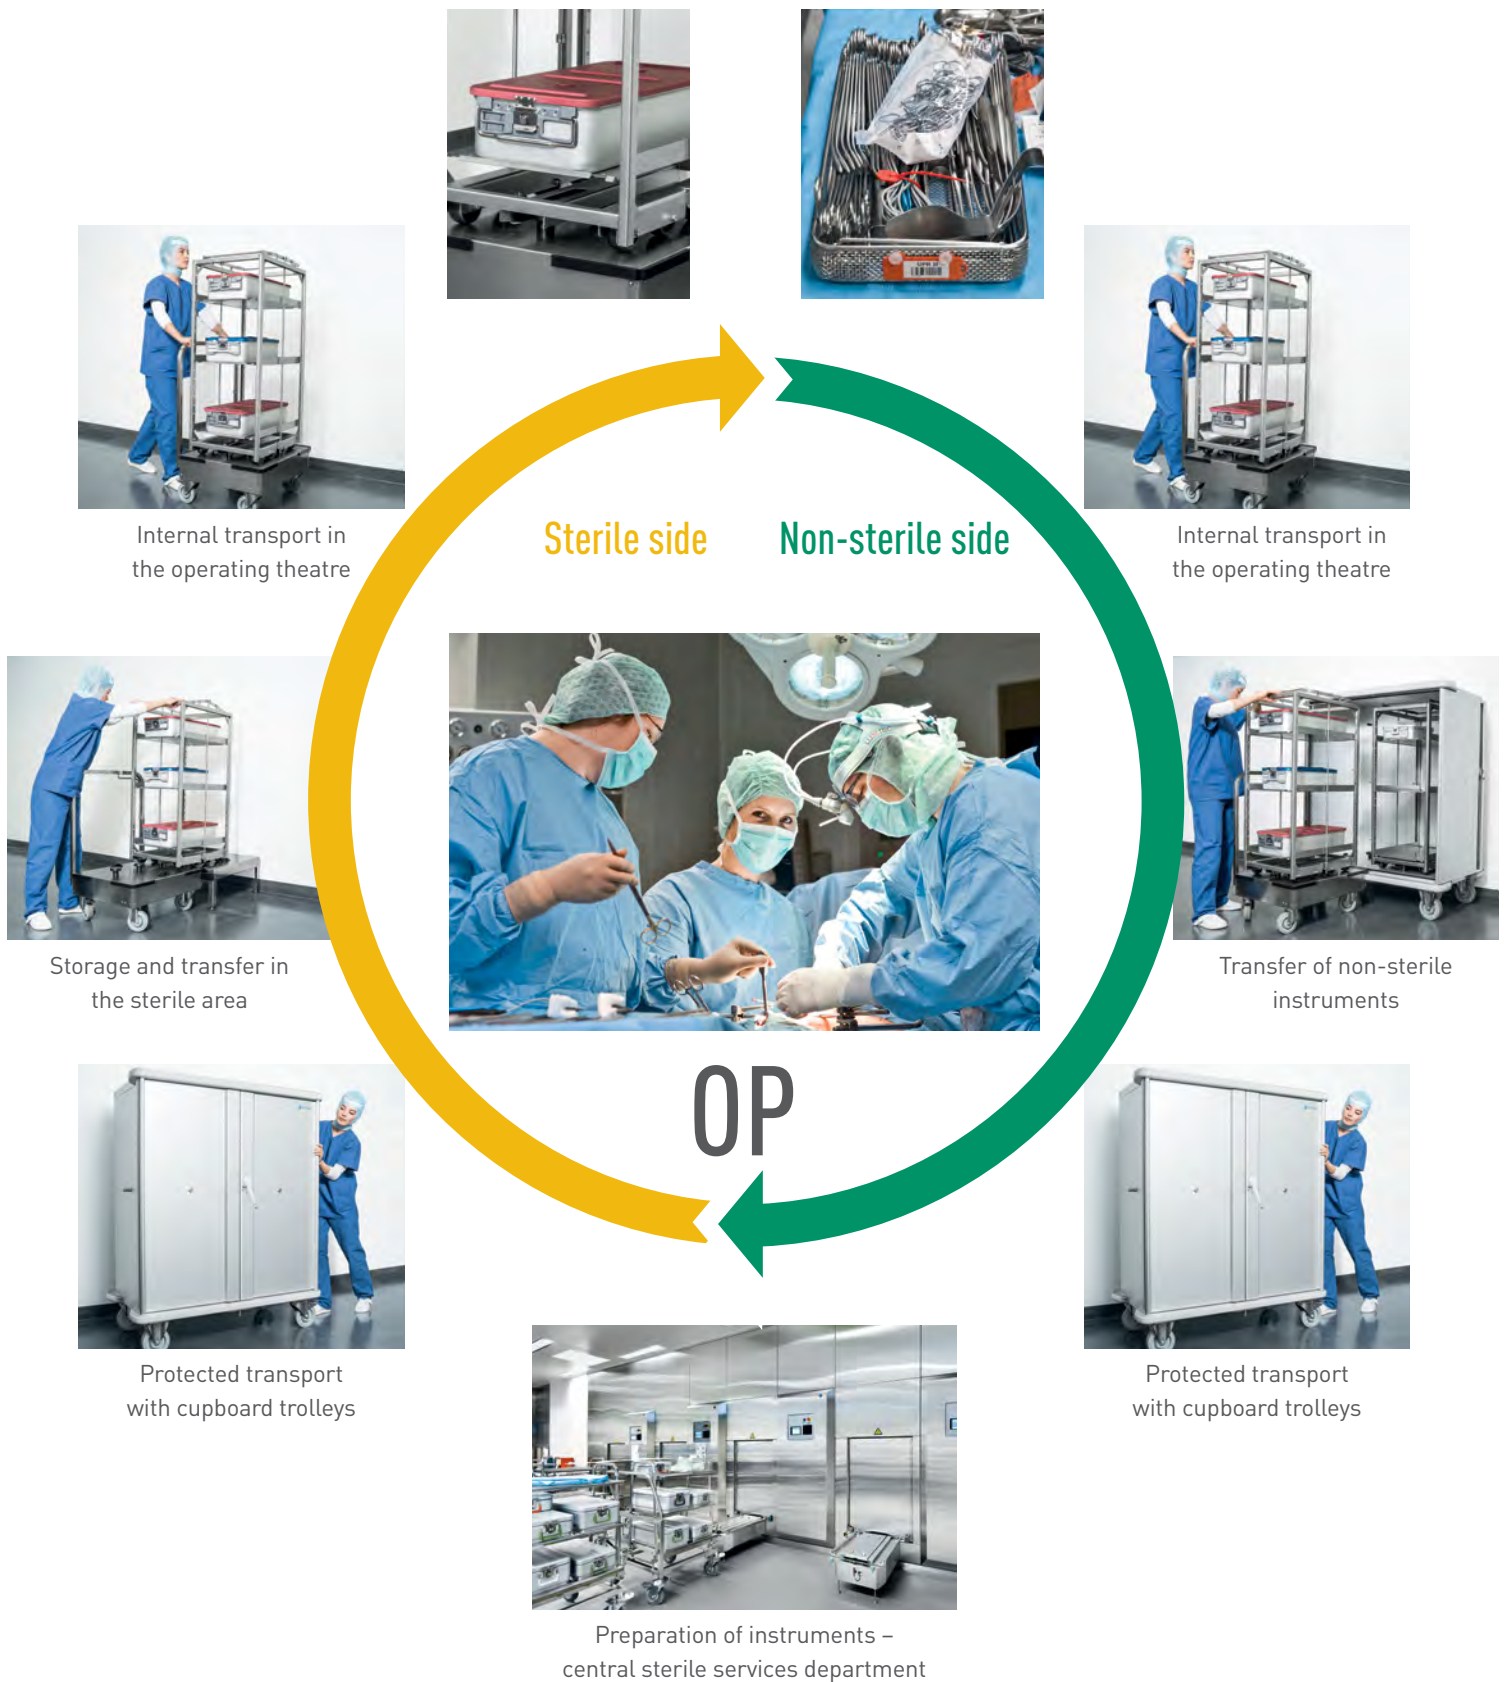 Internal transport in
the operating theatre
Internal transport in
the operating theatre
Sterile side
Non-sterile side
Storage and transfer in
the sterile area
Transfer of non-sterile
instruments
OP
Protected transport
with cupboard trolleys
Protected transport
with cupboard trolleys
Preparation of instruments –
central sterile services department